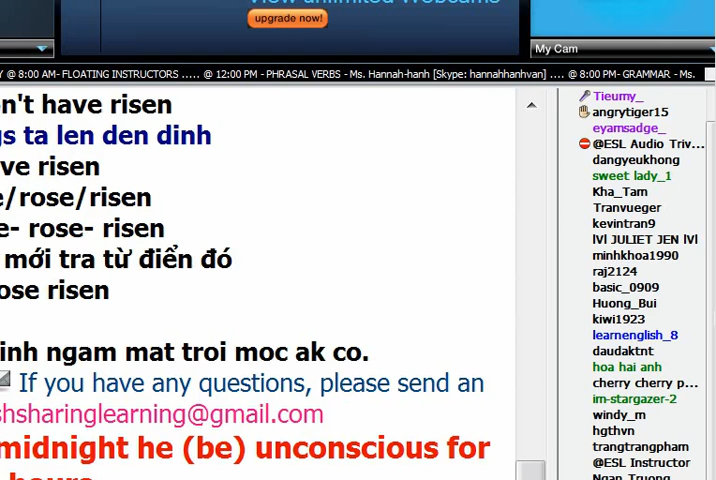 upgrade now!
My Cam
@ 8:00 AM- FLOATING INSTRUCTORS ..... @ 12:00 PM - PHRASAL VERBS - Ms. Hannah-hanh [Skype: hannahhanhvan] .... @ 8:00 PM- GRAMMAR - Ms.
n't have risen
gs ta len den dinh
ve risen
e/rose/risen
e- rose- risen
mới tra từ điển đó
ose risen
inh ngam mat troi moc ak co.
If you have any questions, please send an
shsharinglearning@gmail.com
midnight he (be) unconscious for
Tieumy_
angrytiger15
eyamsadge_
@ESL Audio Triv...
dangyeukhong
sweet lady_1
Kha_Tam
Tranvueger
kevintran9
lVl JULIET JEN lVl
minhkhoa1990
raj2124
basic_0909
Huong_Bui
kiwi1923
learnenglish_8
daudaktnt
hoa hai anh
cherry cherry p...
im-stargazer-2
windy_m
hgthvn
trangtrangpham
@ESL Instructor
Ngan_Truong